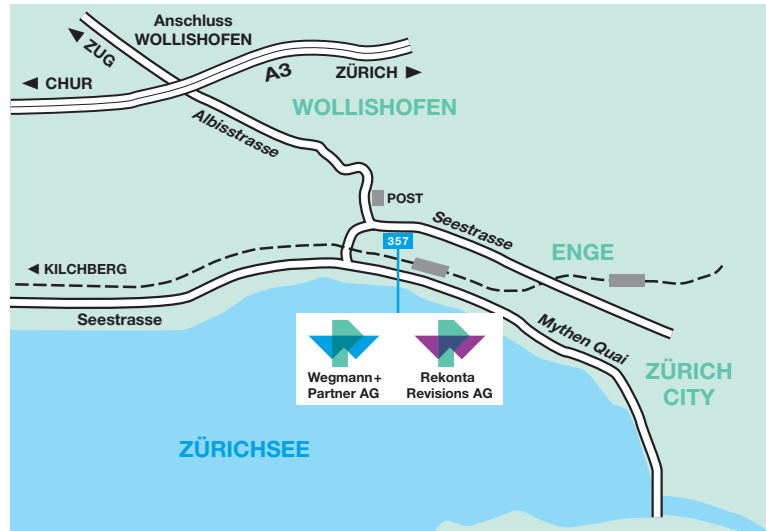 Anschluss
WOLLISHOFEN
ZUG
A3
ZÜRICH
CHUR
WOLLISHOFEN
Albisstrasse
POST
Seestrasse
357
ENGE
KILCHBERG
Seestrasse
Mythen Quai
Wegmann+
Partner AG
Rekonta
Revisions AG
ZÜRICH
CITY
ZÜRICHSEE